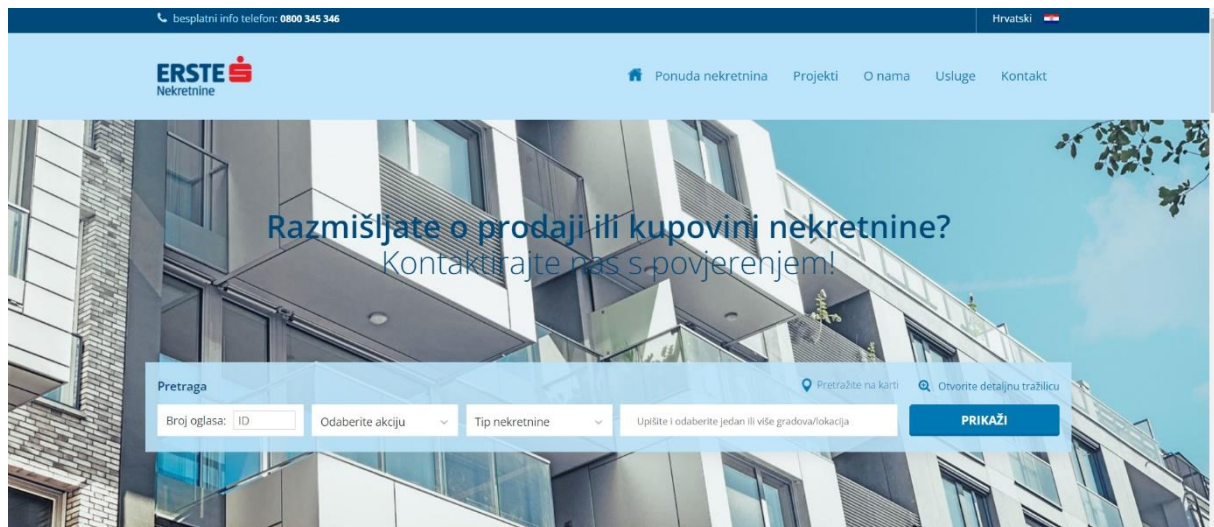 besplatni info telefon: 0800 345 346
Hrvatski
ERSTE
Nekretnine
Ponuda nekretnina Projekti O nama Usluge Kontakt
Razmišljate o prodaji ili kupovini nekretnine?
Kontaktirajte nas s povjerenjem!
Pretraga
Pretražite na karti
Otvorite detaljnu tražilicu
Broj oglasa: ID
Odaberite akciju
Tip nekretnine
Upišite i odaberite jedan ili više gradova/lokacija
PRIKAŽI